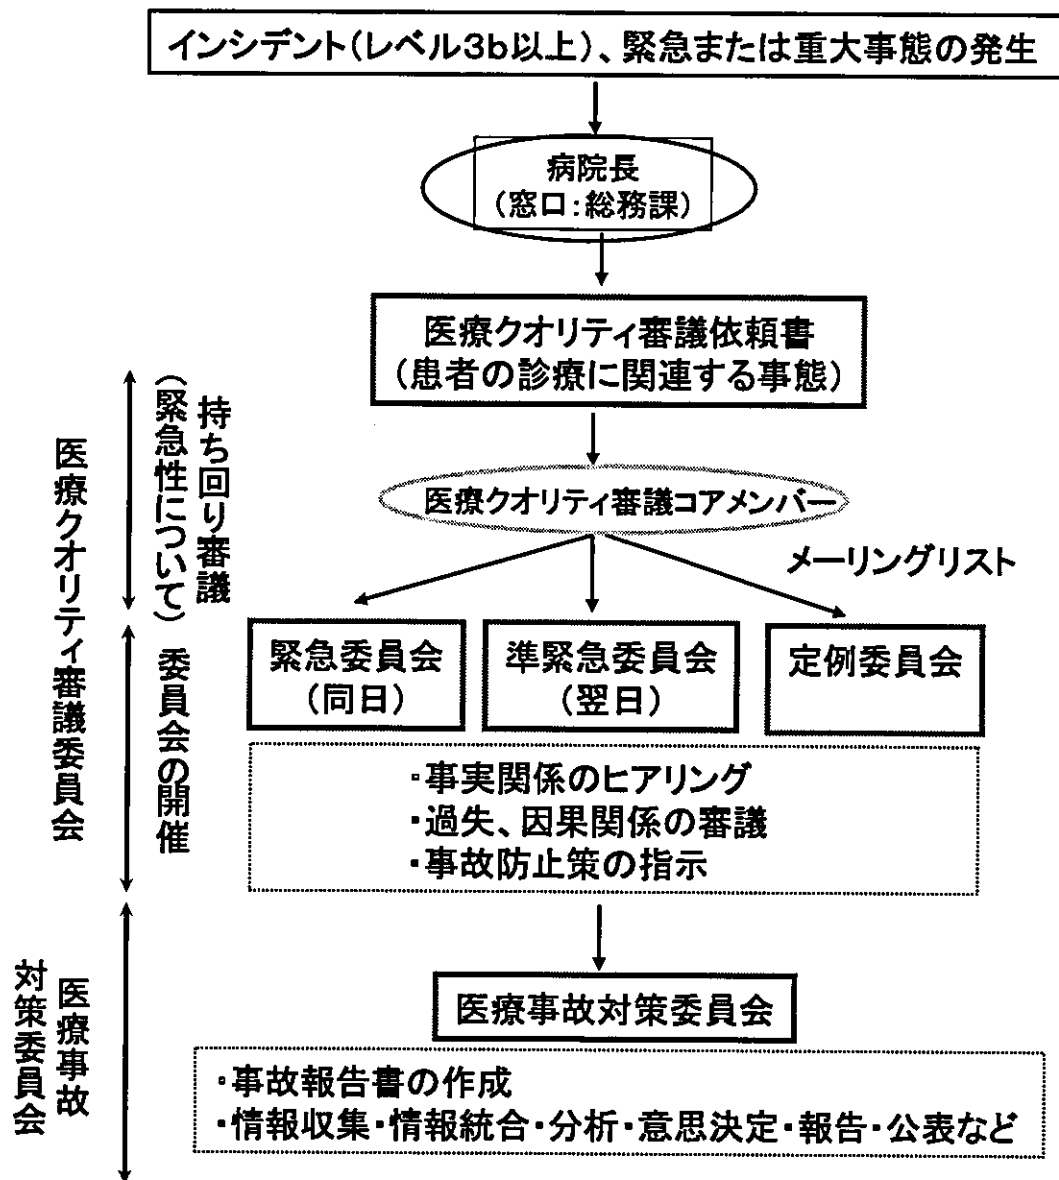 インシデント(レベル3b以上)、緊急または重大事態の発生
病院長
(窓口:総務課)
医療クオリティ審議依頼書
(患者の診療に関連する事態)
医療クオリティ審議コアメンバー
メーリングリスト
医療クオリティ審議委員会
持ち回り審議
(緊急性について)
委員会の開催
緊急委員会
(同日)
準緊急委員会
(翌日)
定例委員会
・事実関係のヒアリング
・過失、因果関係の審議
・事故防止策の指示
医療事故
対策委員会
医療事故対策委員会
・事故報告書の作成
・情報収集・情報統合・分析・意思決定・報告・公表など